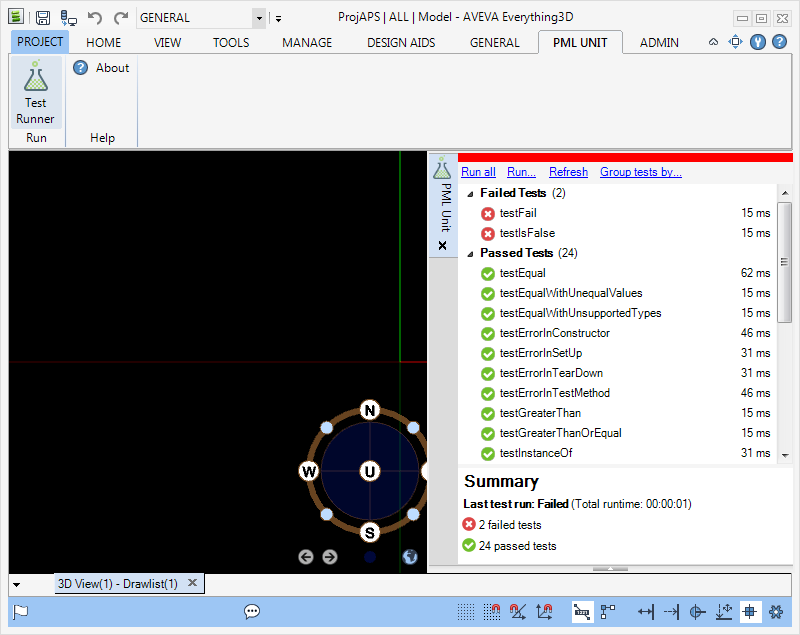 GENERAL
ProjAPS | ALL | Model - AVEVA Everything3D
PROJECT HOME VIEW TOOLS MANAGE DESIGN AIDS GENERAL PML UNIT ADMIN
Test Runner
About
Run
Help
PML Unit
Run all Run... Refresh Group tests by...
Failed Tests (2)
testFail 15 ms
testIsFalse 15 ms
Passed Tests (24)
testEqual 62 ms
testEqualWithUnequalValues 15 ms
testEqualWithUnsupportedTypes 15 ms
testErrorInConstructor 46 ms
testErrorInSetUp 31 ms
testErrorInTearDown 31 ms
testErrorInTestMethod 46 ms
testGreaterThan 15 ms
testGreaterThanOrEqual 15 ms
testInstanceOf 31 ms
N
W
U
S
Summary
Last test run: Failed (Total runtime: 00:00:01)
2 failed tests
24 passed tests
3D View(1) - Drawlist(1)